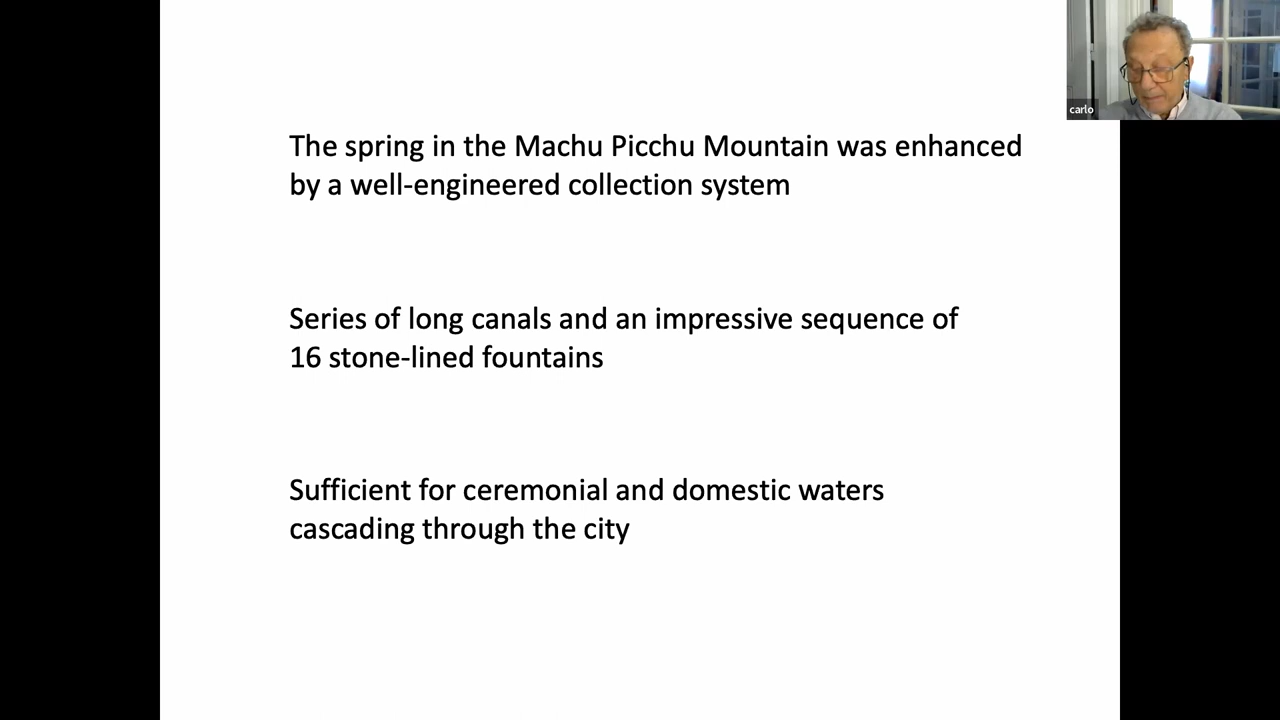 carlo
The spring in the Machu Picchu Mountain was enhanced
by a well-engineered collection system
Series of long canals and an impressive sequence of
16 stone-lined fountains
Sufficient for ceremonial and domestic waters
cascading through the city